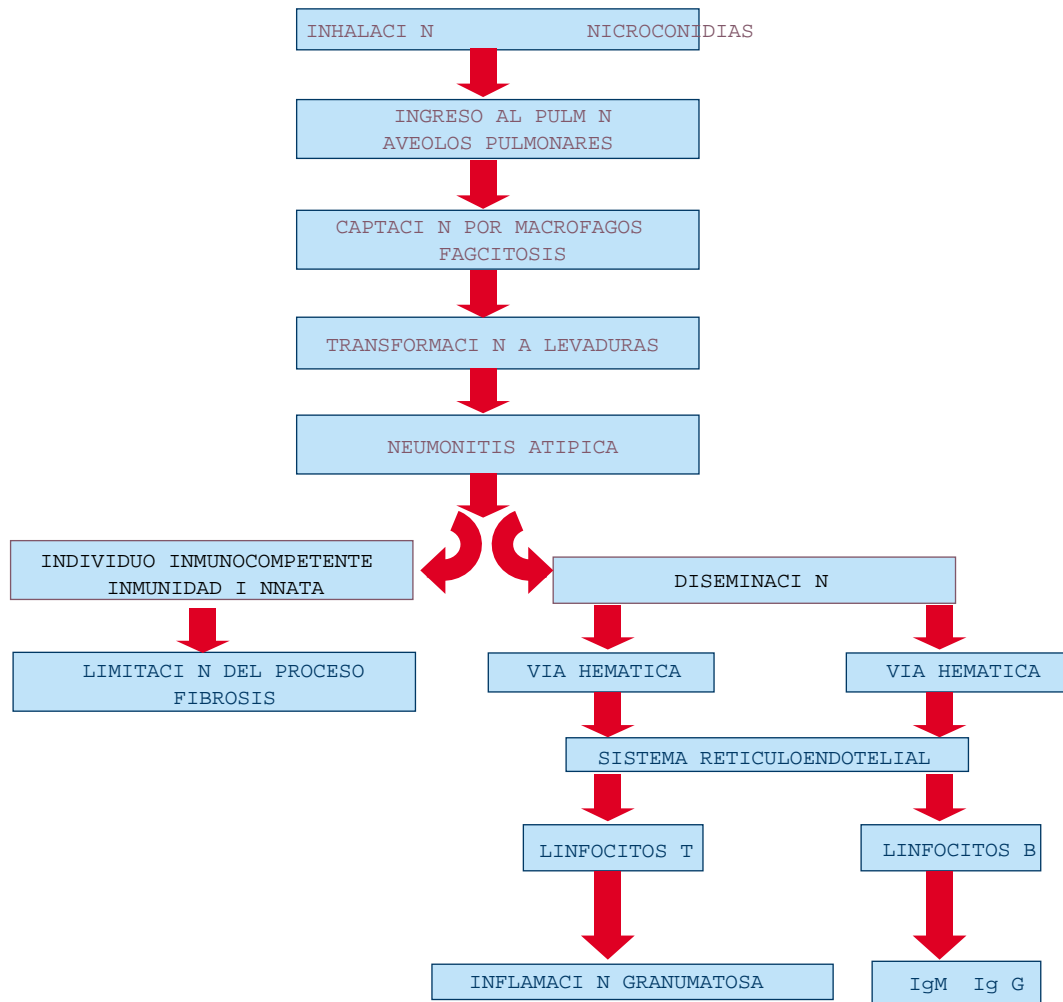 INHALACI N NICROCONIDIAS
INGRESO AL PULM N
AVEOLOS PULMONARES
CAPTACI N POR MACROFAGOS
FAGCITOSIS
TRANSFORMACI N A LEVADURAS
NEUMONITIS ATIPICA
INDIVIDUO INMUNOCOMPETENTE
INMUNIDAD I NNATA
DISEMINACI N
LIMITACI N DEL PROCESO
FIBROSIS
VIA HEMATICA
VIA HEMATICA
SISTEMA RETICULOENDOTELIAL
LINFOCITOS T
LINFOCITOS B
INFLAMACI N GRANUMATOSA
IgM Ig G